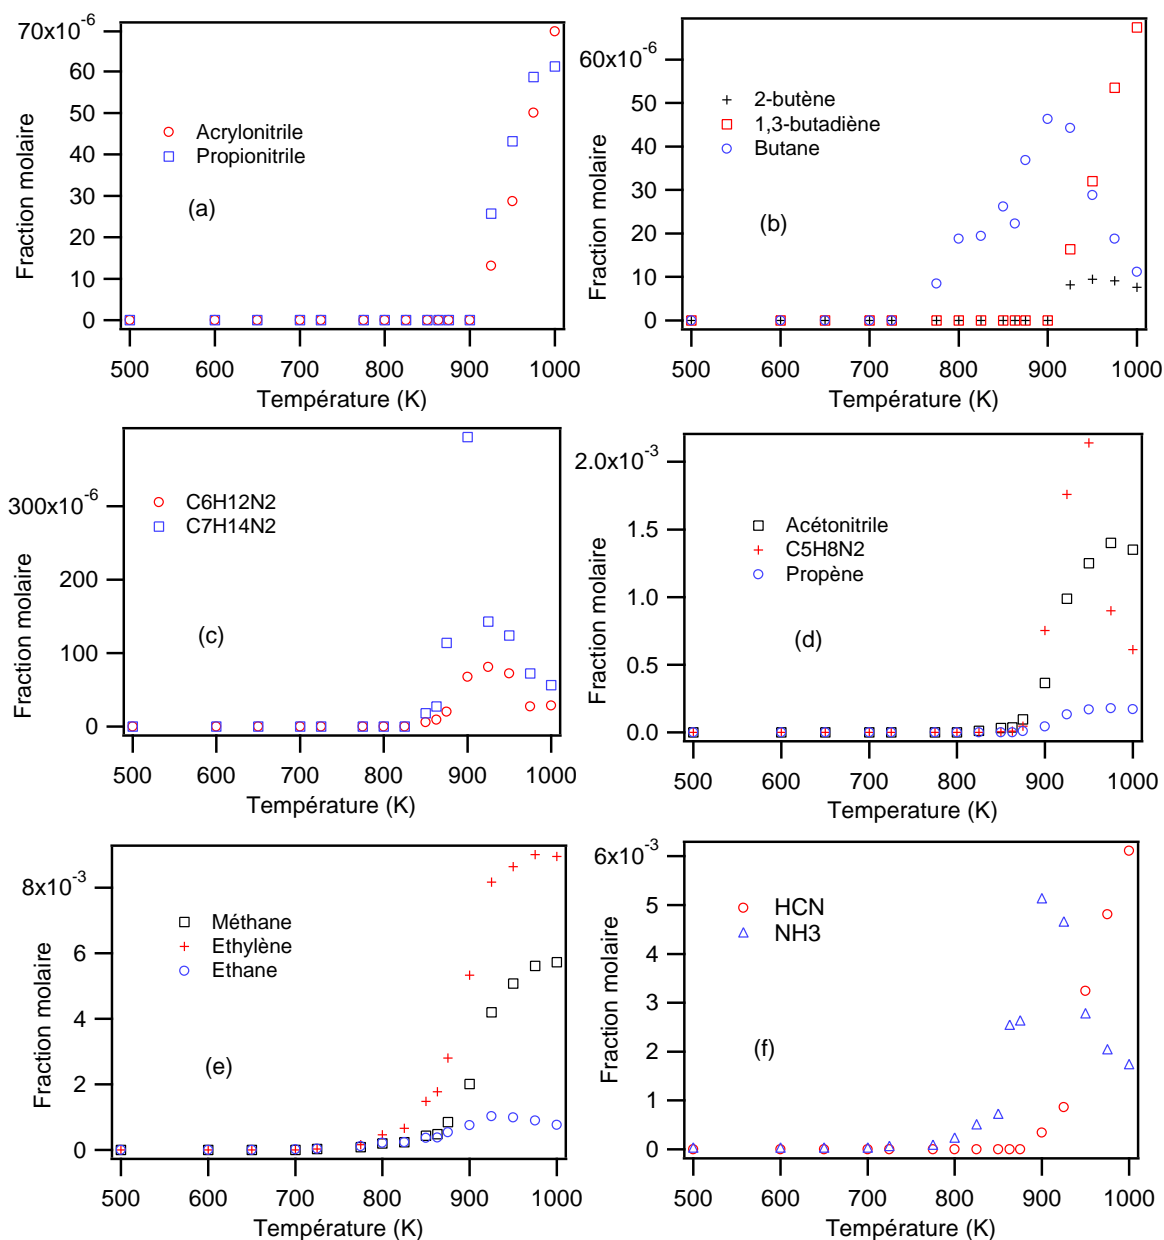 70x10-6
60
50
40
30
20
10
0
Fraction molaire
Acrylonitrile
Propionitrile
(a)
500 600 700 800 900 1000
Température (K)
60x10-6
50
40
30
20
10
0
Fraction molaire
2-butène
1,3-butadiène
Butane
(b)
500 600 700 800 900 1000
Température (K)
300x10-6
200
100
0
Fraction molaire
C6H12N2
C7H14N2
(c)
500 600 700 800 900 1000
Température (K)
2.0x10-3
1.5
1.0
0.5
0.0
Fraction molaire
Acétonitrile
C5H8N2
Propène
(d)
500 600 700 800 900 1000
Temperature (K)
8x10-3
6
4
2
0
Fraction molaire
Méthane
Ethylène
Ethane
(e)
500 600 700 800 900 1000
Température (K)
6x10-3
5
4
3
2
1
0
Fraction molaire
HCN
NH3
(f)
500 600 700 800 900 1000
Température (K)